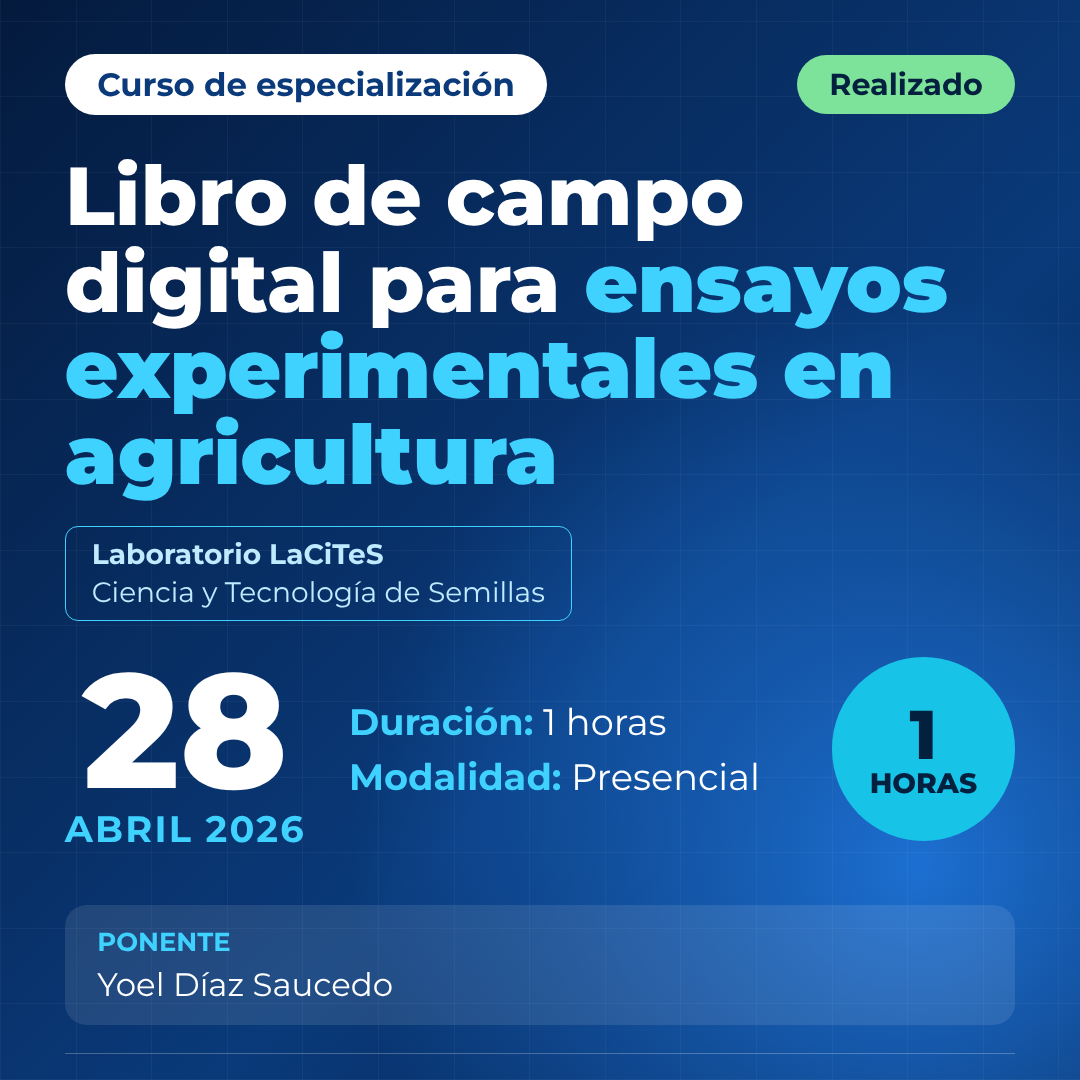 Curso de especialización
Realizado
Libro de campo
digital para ensayos
experimentales en
agricultura
Laboratorio LaCiTeS
Ciencia y Tecnología de Semillas
28
ABRIL 2026
Duración: 1 horas
Modalidad: Presencial
1
HORAS
PONENTE
Yoel Díaz Saucedo